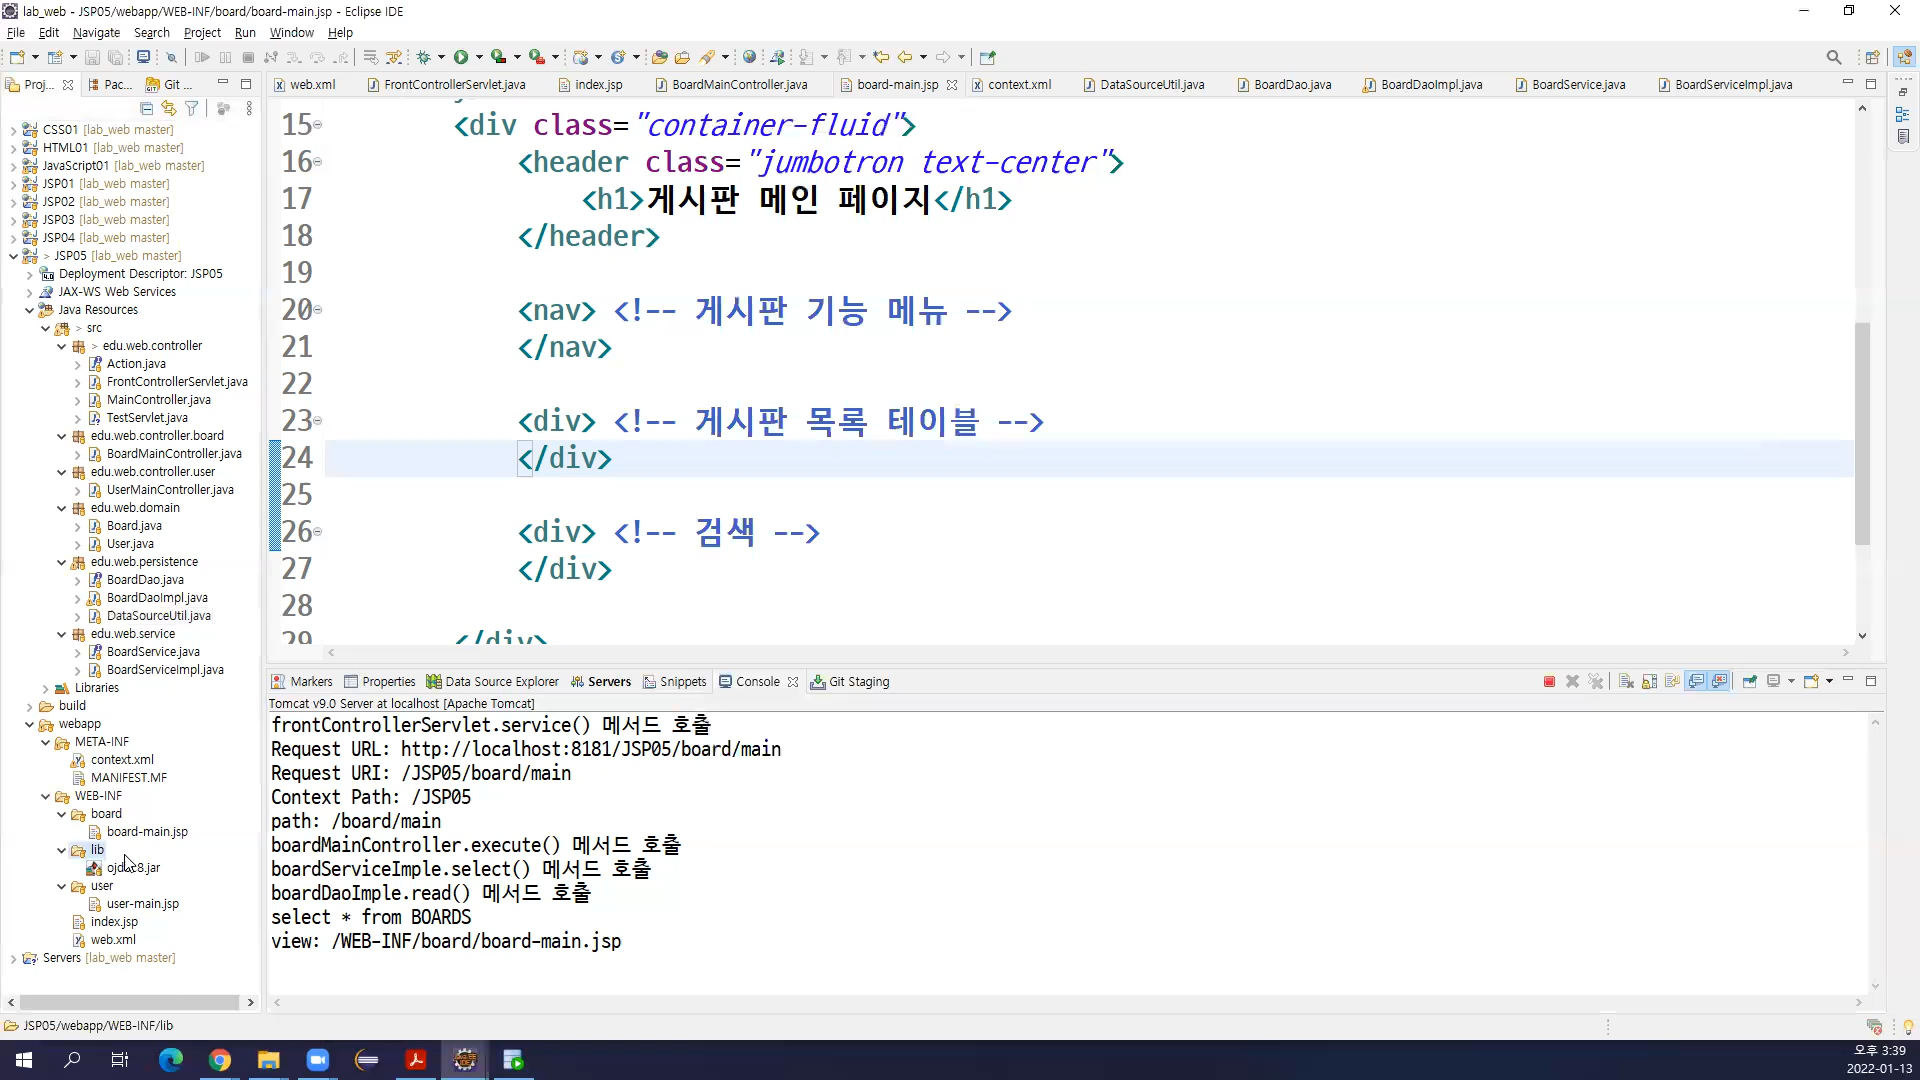 lab_web - JSP05/webapp/WEB-INF/board/board-main.jsp - Eclipse IDE
File Edit Navigate Search Project Run Window Help
Proj... Pac... Git ...
web.xml FrontControllerServlet.java index.jsp BoardMainController.java board-main.jsp context.xml DataSourceUtil.java BoardDao.java BoardDaoImpl.java BoardService.java BoardServiceImpl.java
CSS01 [lab_web master]
HTML01 [lab_web master]
JavaScript01 [lab_web master]
JSP01 [lab_web master]
JSP02 [lab_web master]
JSP03 [lab_web master]
JSP04 [lab_web master]
> JSP05 [lab_web master]
Deployment Descriptor: JSP05
JAX-WS Web Services
Java Resources
> src
> edu.web.controller
Action.java
FrontControllerServlet.java
MainController.java
TestServlet.java
edu.web.controller.board
BoardMainController.java
edu.web.controller.user
UserMainController.java
edu.web.domain
Board.java
User.java
edu.web.persistence
BoardDao.java
BoardDaoImpl.java
DataSourceUtil.java
edu.web.service
BoardService.java
BoardServiceImpl.java
Libraries
build
webapp
META-INF
context.xml
MANIFEST.MF
WEB-INF
board
board-main.jsp
lib
8.jar
user
user-main.jsp
index.jsp
web.xml
Servers [lab_web master]
15 <div class="container-fluid">
16 <header class="jumbotron text-center">
17 <h1>게시판 메인 페이지</h1>
18 </header>
19
20 <nav> <!-- 게시판 기능 메뉴 -->
21 </nav>
22
23 <div> <!-- 게시판 목록 테이블 -->
24 </div>
25
26 <div> <!-- 검색 -->
27 </div>
28
29 </div>
Markers Properties Data Source Explorer Servers Snippets Console Git Staging
Tomcat v9.0 Server at localhost [Apache Tomcat]
frontControllerServlet.service() 메서드 호출
Request URL: http://localhost:8181/JSP05/board/main
Request URI: /JSP05/board/main
Context Path: /JSP05
path: /board/main
boardMainController.execute() 메서드 호출
boardServiceImple.select() 메서드 호출
boardDaoImple.read() 메서드 호출
select * from BOARDS
view: /WEB-INF/board/board-main.jsp
JSP05/webapp/WEB-INF/lib
오후 3:39
2022-01-13